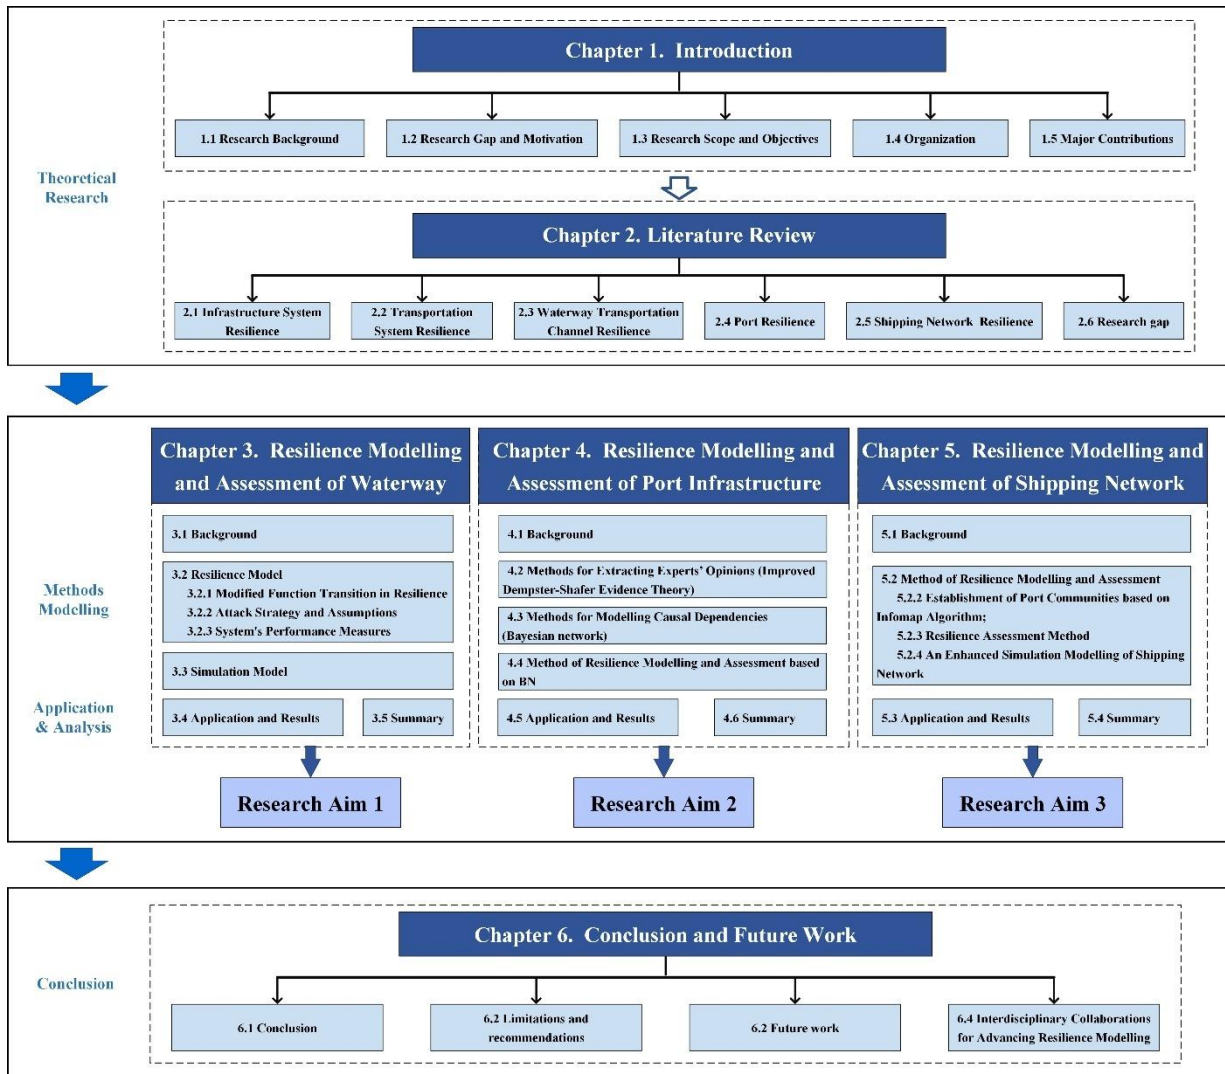 Chapter 1. Introduction
1.1 Research Background
1.2 Research Gap and Motivation
1.3 Research Scope and Objectives
1.4 Organization
1.5 Major Contributions
Theoretical
Research
Chapter 2. Literature Review
2.1 Infrastructure System
Resilience
2.2 Transportation
System Resilience
2.3 Waterway Transportation
Channel Resilience
2.4 Port Resilience
2.5 Shipping Network Resilience
2.6 Research gap
Chapter 3. Resilience Modelling
and Assessment of Waterway
Chapter 4. Resilience Modelling and
Assessment of Port Infrastructure
Chapter 5. Resilience Modelling and
Assessment of Shipping Network
Methods
Modelling
3.1 Background
3.2 Resilience Model
3.2.1 Modified Function Transition in Resilience
3.2.2 Attack Strategy and Assumptions
3.2.3 System's Performance Measures
3.3 Simulation Model
4.1 Background
4.2 Methods for Extracting Experts' Opinions (Improved
Dempster-Shafer Evidence Theory)
4.3 Methods for Modelling Causal Dependencies
(Bayesian network)
4.4 Method of Resilience Modelling and Assessment based
on BN
5.1 Background
5.2 Method of Resilience Modelling and Assessment
5.2.2 Establishment of Port Communities based on
Infomap Algorithm;
5.2.3 Resilience Assessment Method
5.2.4 An Enhanced Simulation Modelling of Shipping
Network
Application
& Analysis
3.4 Application and Results
3.5 Summary
4.5 Application and Results
4.6 Summary
5.3 Application and Results
5.4 Summary
Research Aim 1
Research Aim 2
Research Aim 3
Chapter 6. Conclusion and Future Work
Conclusion
6.1 Conclusion
6.2 Limitations and
recommendations
6.2 Future work
6.4 Interdisciplinary Collaborations
for Advancing Resilience Modelling